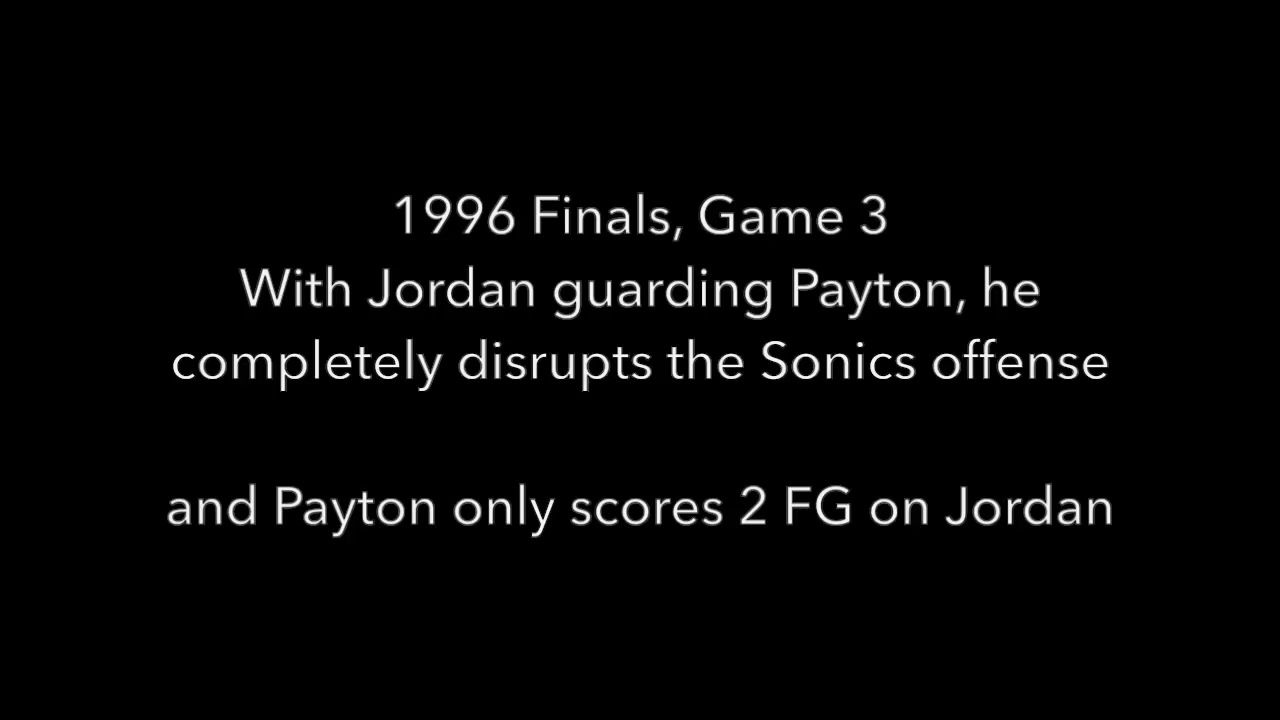 1996 Finals, Game 3
With Jordan guarding Payton, he
completely disrupts the Sonics offense
and Payton only scores 2 FG on Jordan